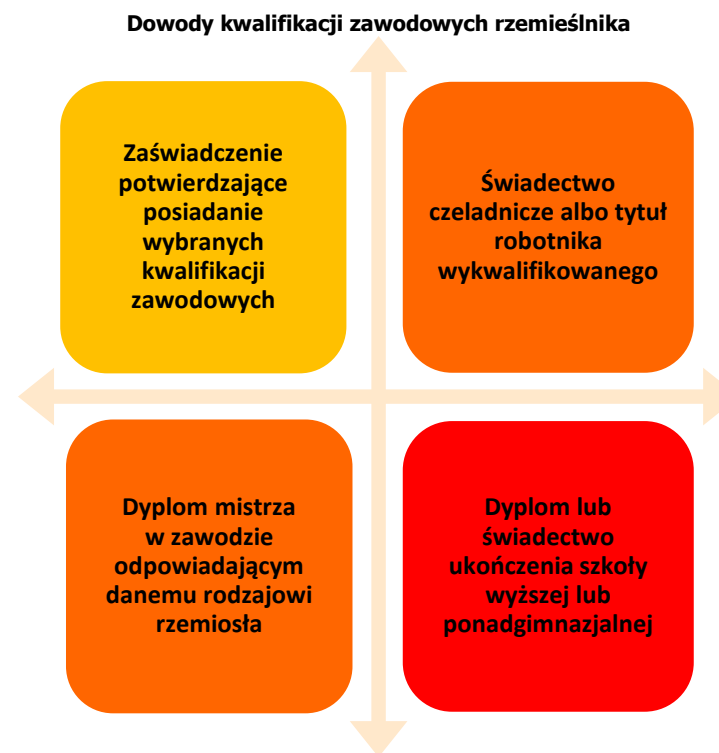 Dowody kwalifikacji zawodowych rzemieślnika
Zaświadczenie
potwierdzające
posiadanie
wybranych
kwalifikacji
zawodowych
Świadectwo
czeladnicze albo tytuł
robotnika
wykwalifikowanego
Dyplom mistrza
w zawodzie
odpowiadającym
danemu rodzajowi
rzemiosła
Dyplom lub
świadectwo
ukończenia szkoły
wyższej lub
ponadgimnazjalnej